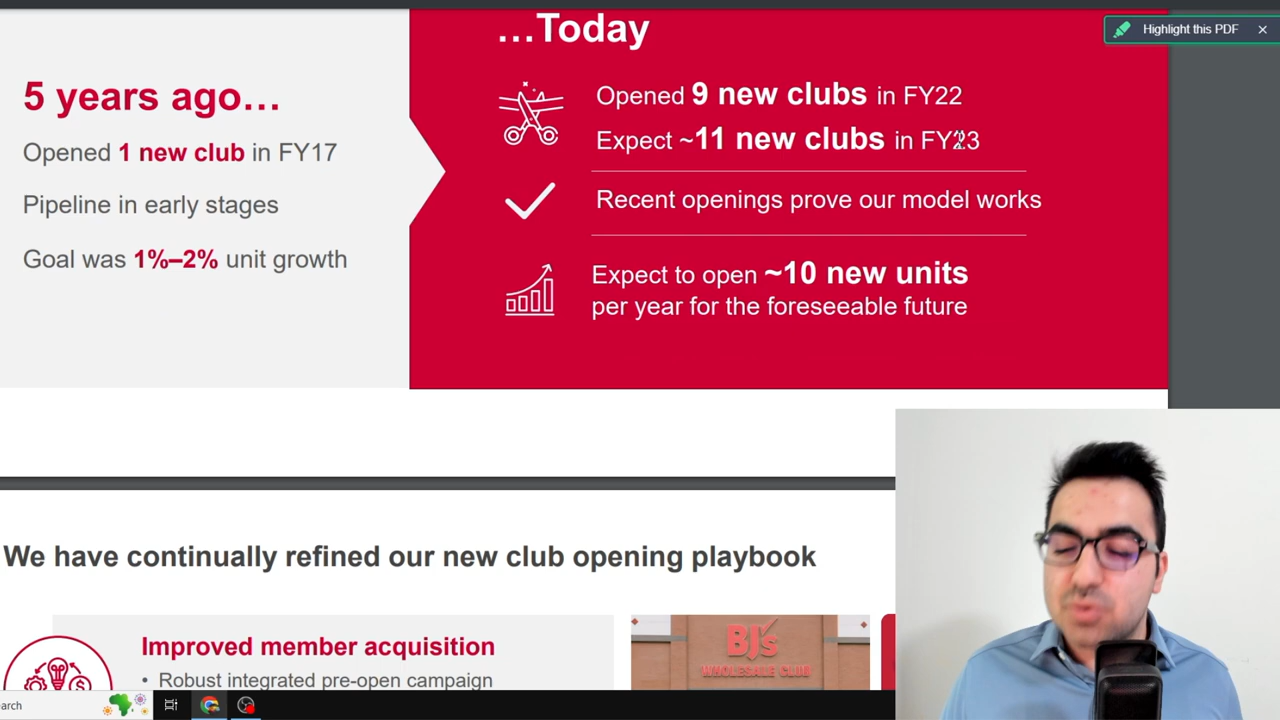 …Today
Highlight this PDF
5 years ago…
Opened 1 new club in FY17
Pipeline in early stages
Goal was 1%–2% unit growth
Opened 9 new clubs in FY22
Expect ~11 new clubs in FY23
Recent openings prove our model works
Expect to open ~10 new units
per year for the foreseeable future
We have continually refined our new club opening playbook
Improved member acquisition
• Robust integrated pre-open campaign
BJ's
WHOLESALE CLUB
earch